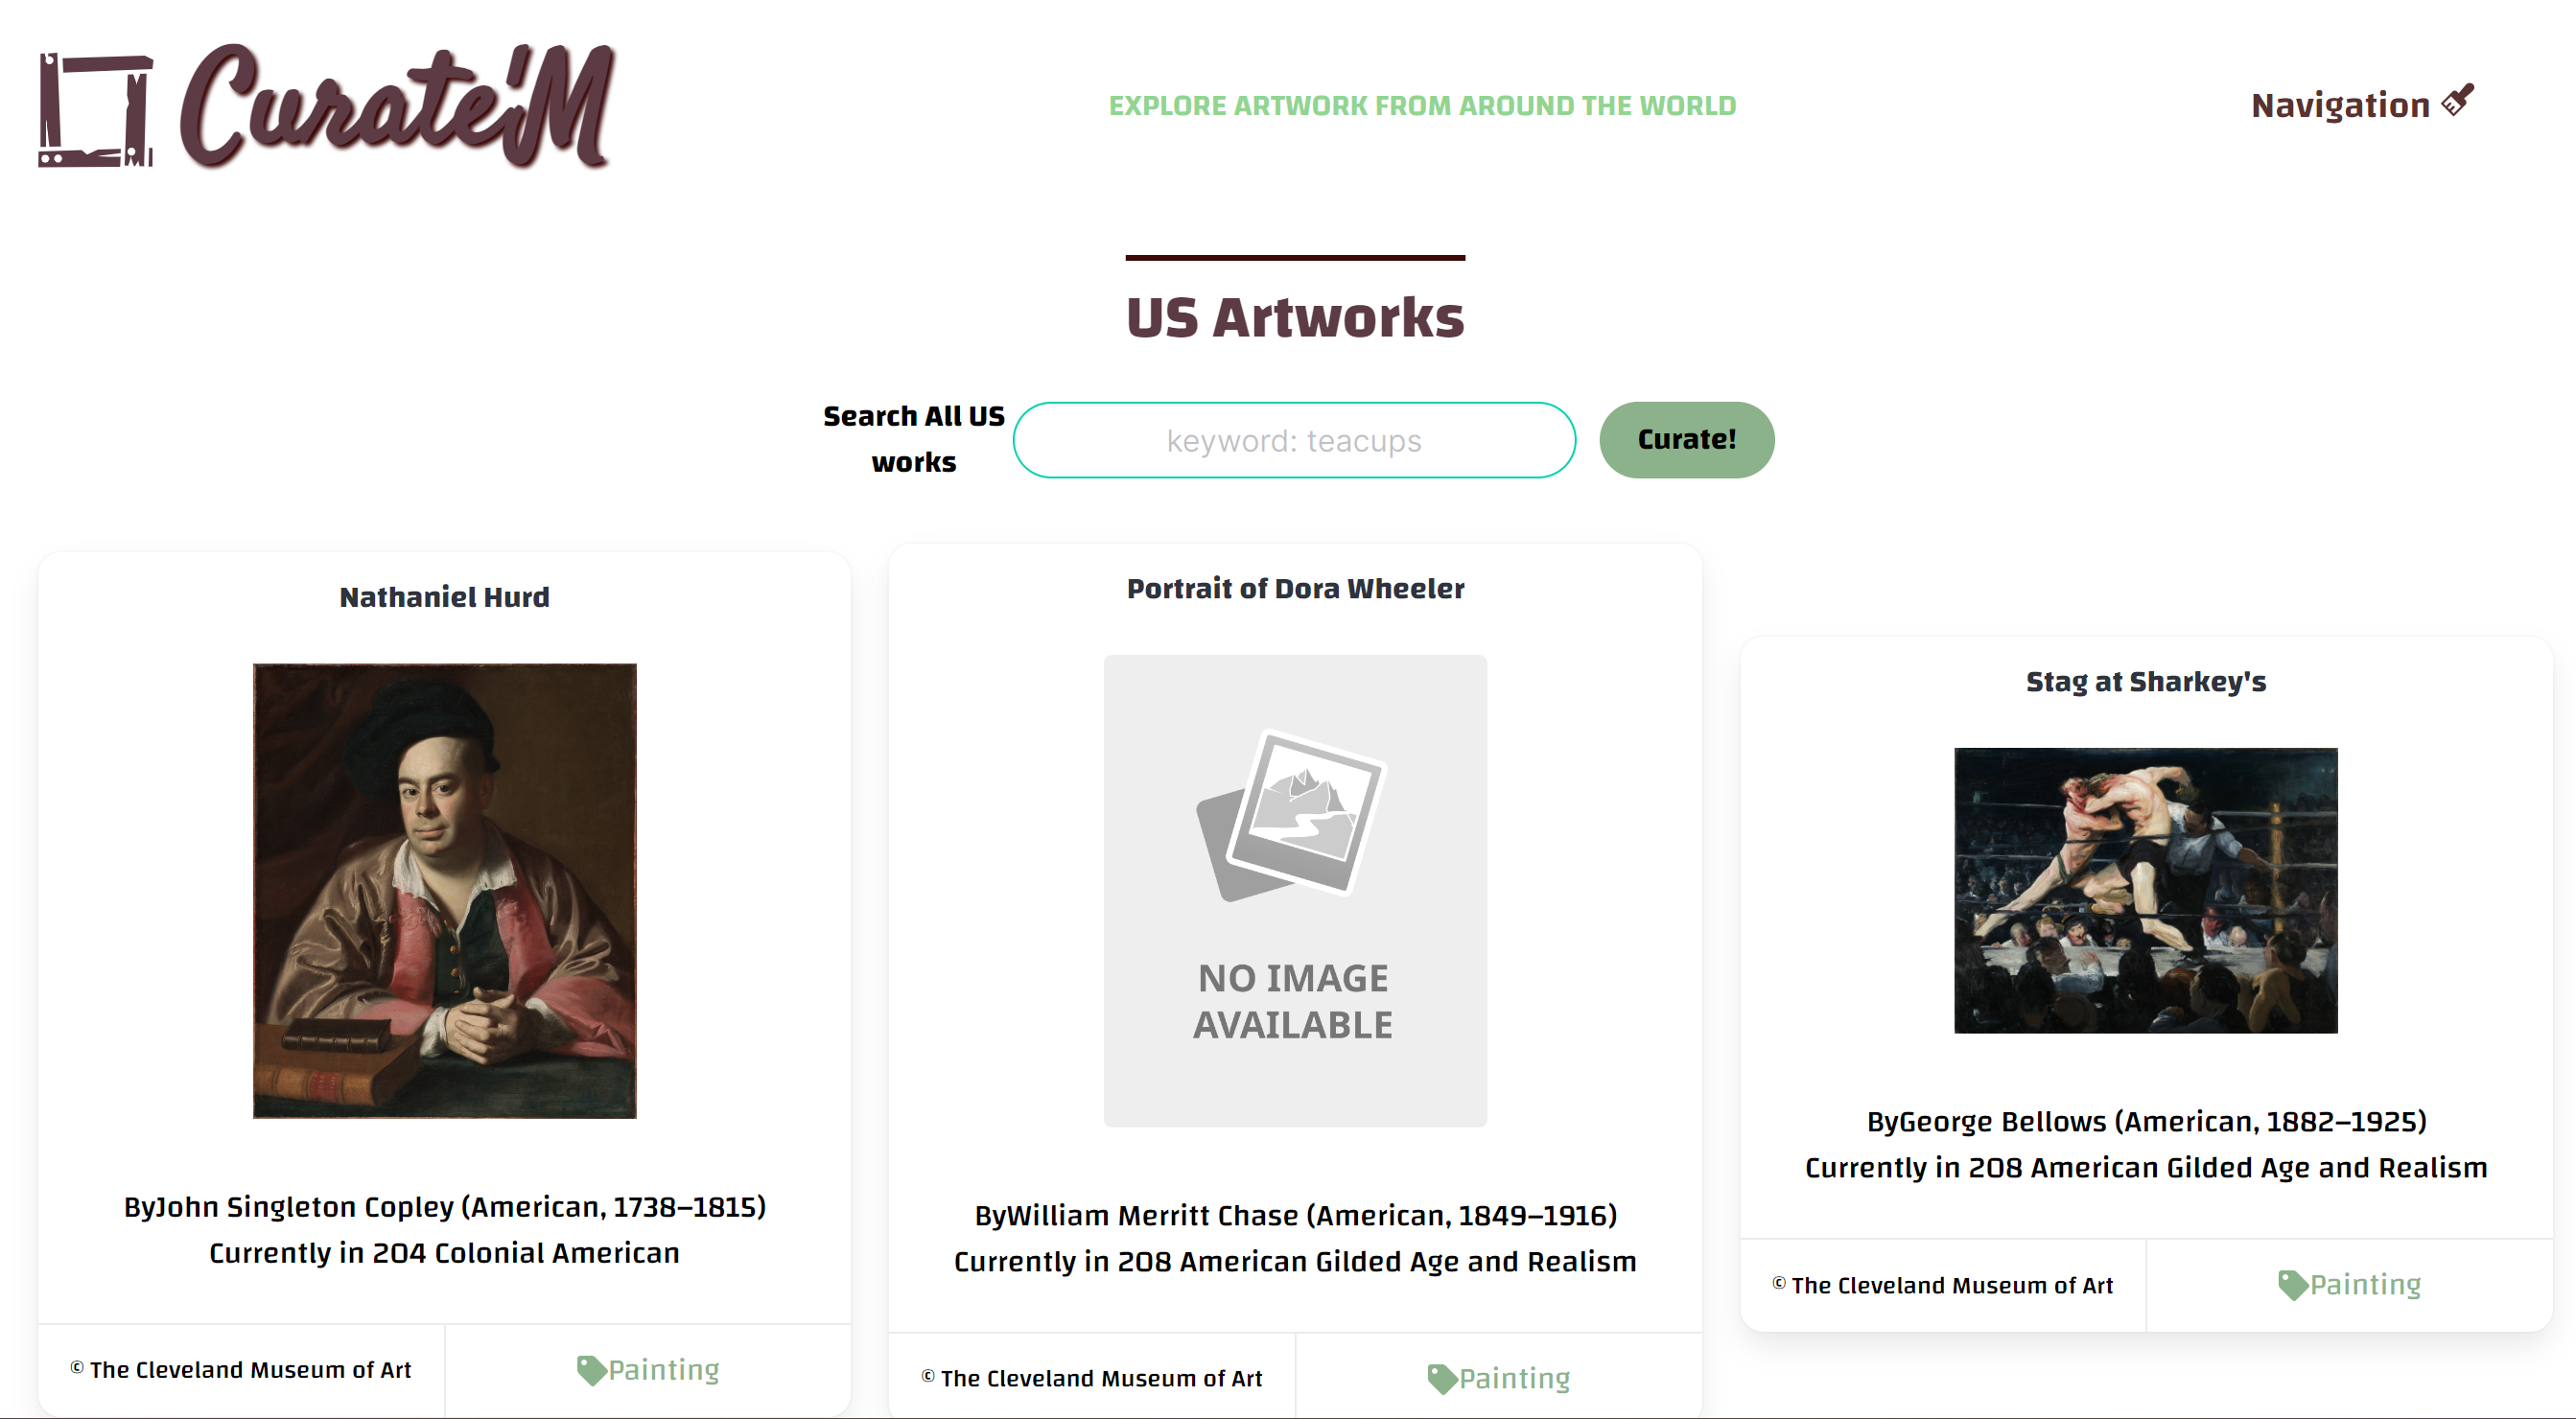 Curate'M
EXPLORE ARTWORK FROM AROUND THE WORLD
Navigation
US Artworks
Search All US
works
keyword: teacups
Curate!
Nathaniel Hurd
ByJohn Singleton Copley (American, 1738–1815)
Currently in 204 Colonial American
© The Cleveland Museum of Art
Painting
Portrait of Dora Wheeler
NO IMAGE
AVAILABLE
ByWilliam Merritt Chase (American, 1849–1916)
Currently in 208 American Gilded Age and Realism
© The Cleveland Museum of Art
Painting
Stag at Sharkey's
ByGeorge Bellows (American, 1882–1925)
Currently in 208 American Gilded Age and Realism
© The Cleveland Museum of Art
Painting